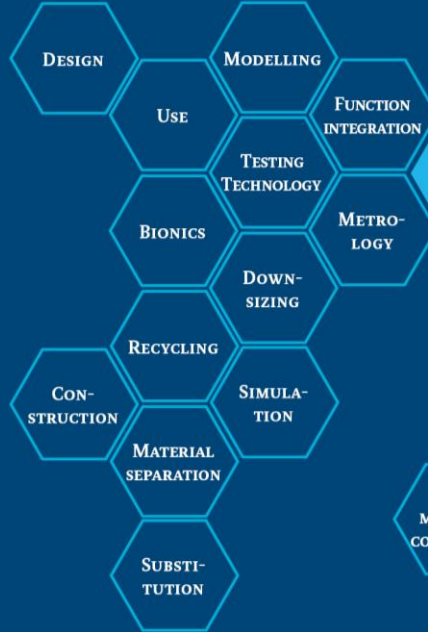 DESIGN
MODELLING
USE
FUNCTION
INTEGRATION
TESTING
TECHNOLOGY
BIONICS
METRO-
LOGY
DOWN-
SIZING
RECYCLING
CON-
STRUCTION
SIMULA-
TION
MATERIAL
SEPARATION
SUBSTI-
TUTION